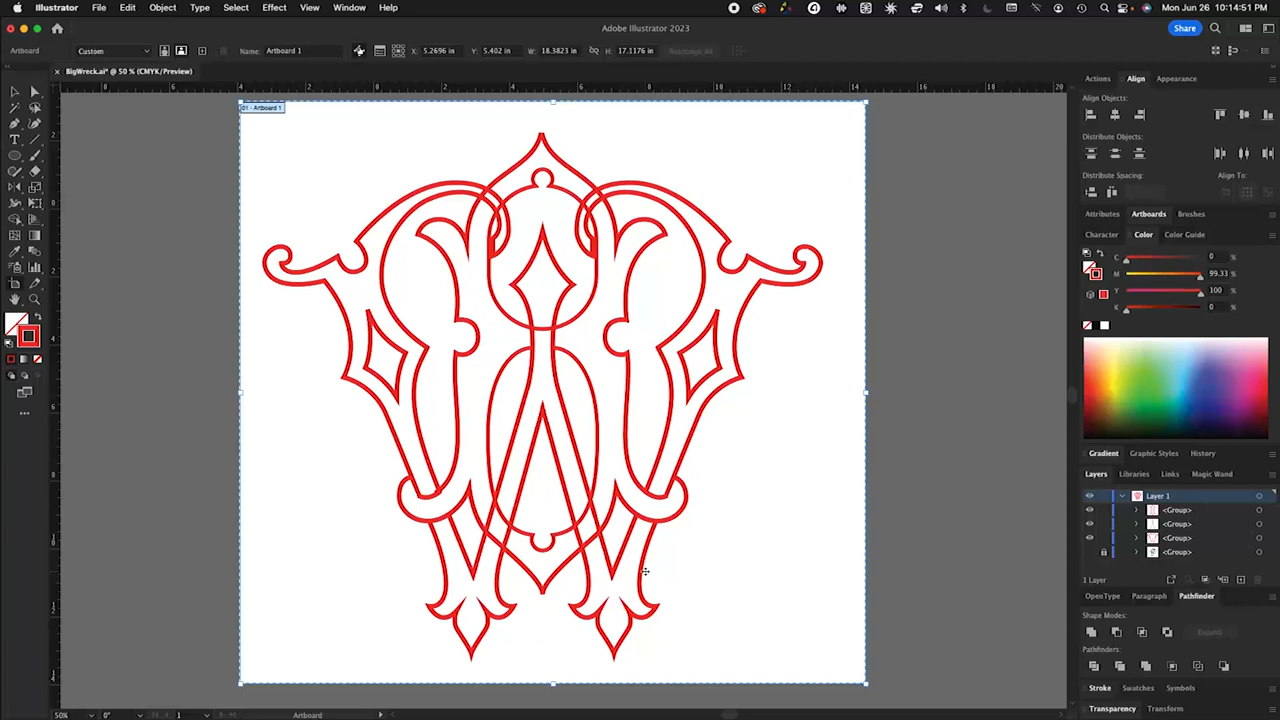 Illustrator File Edit Object Type Select Effect View Window Help Mon Jun 26 10:14:51 PM
Adobe Illustrator 2023 Share
Artboard Custom Name: Artboard 1 X: 5.2696 in Y: 5.402 in W: 18.3823 in H: 17.1176 in Rearrange All
× BigWreck.ai* @ 50 % (CMYK/Preview)
01 - Artboard 1
Actions Align Appearance
Align Objects:
Distribute Objects:
Distribute Spacing: Align To:
Attributes Artboards Brushes
Character Color Color Guide
C 0 %
M 99.33 %
Y 100 %
K 0 %
Gradient Graphic Styles History
Layers Libraries Links Magic Wand
Layer 1
<Group>
<Group>
<Group>
<Group>
1 Layer
OpenType Paragraph Pathfinder
Shape Modes:
Expand
Pathfinders:
Stroke Swatches Symbols
Transparency Transform
50% 0° 1 Artboard